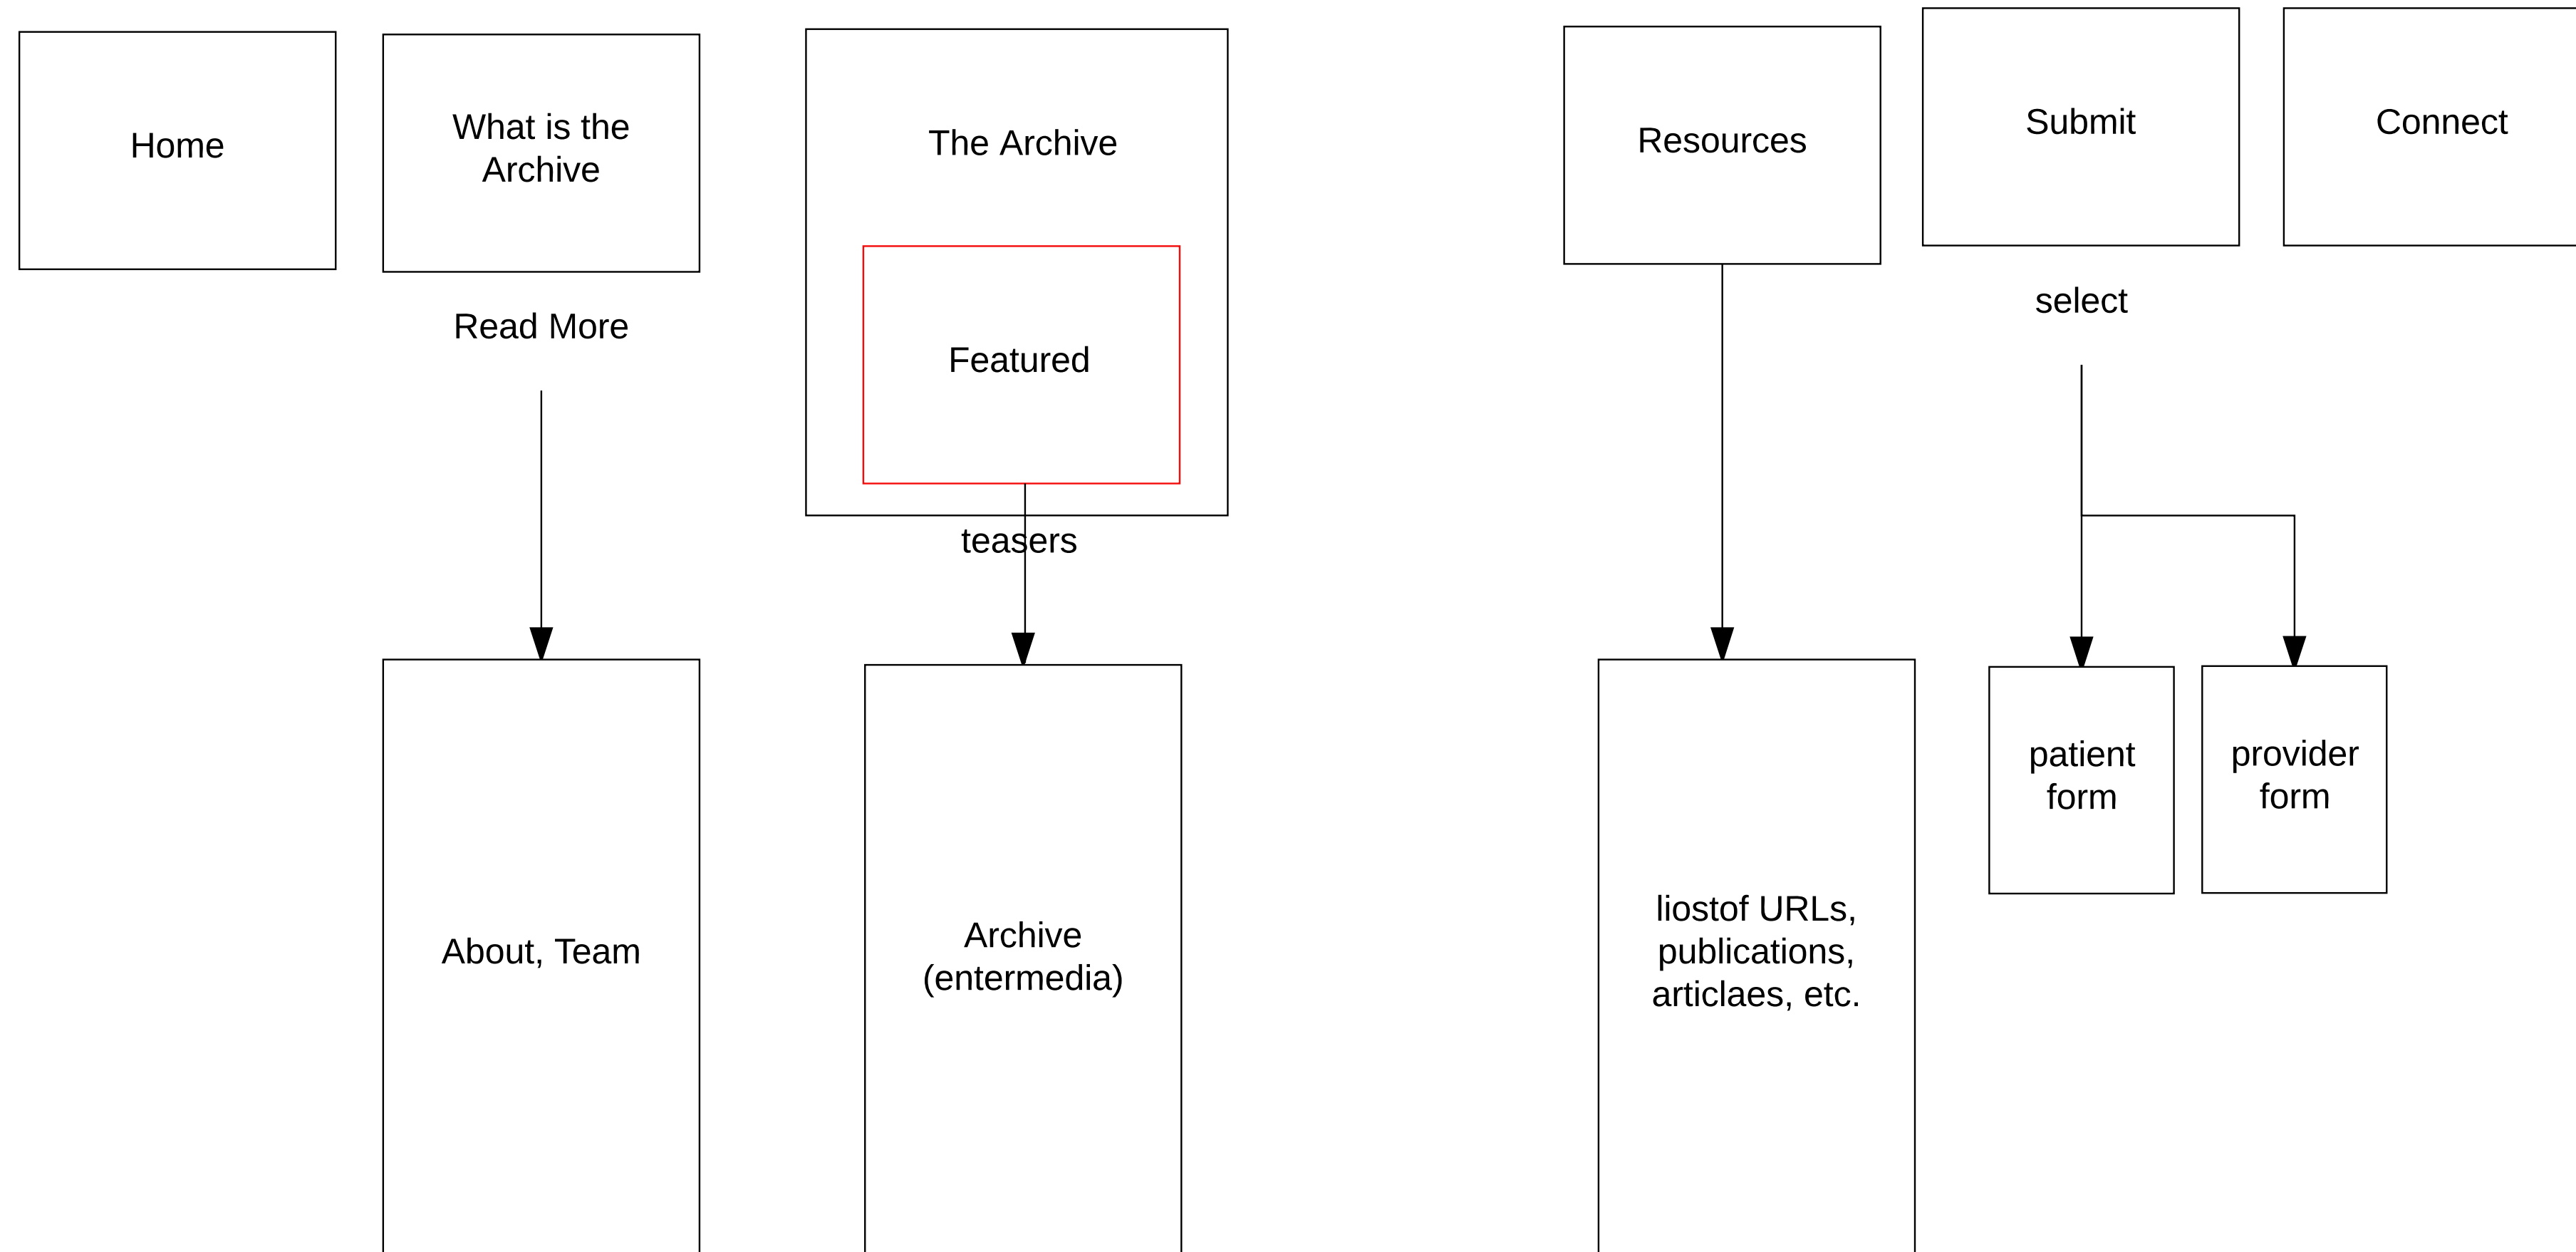 Home
What is the
Archive
The Archive
Resources
Submit
Connect
Read More
Featured
select
teasers
About, Team
Archive
(entermedia)
liostof URLs,
publications,
articlaes, etc.
patient
form
provider
form